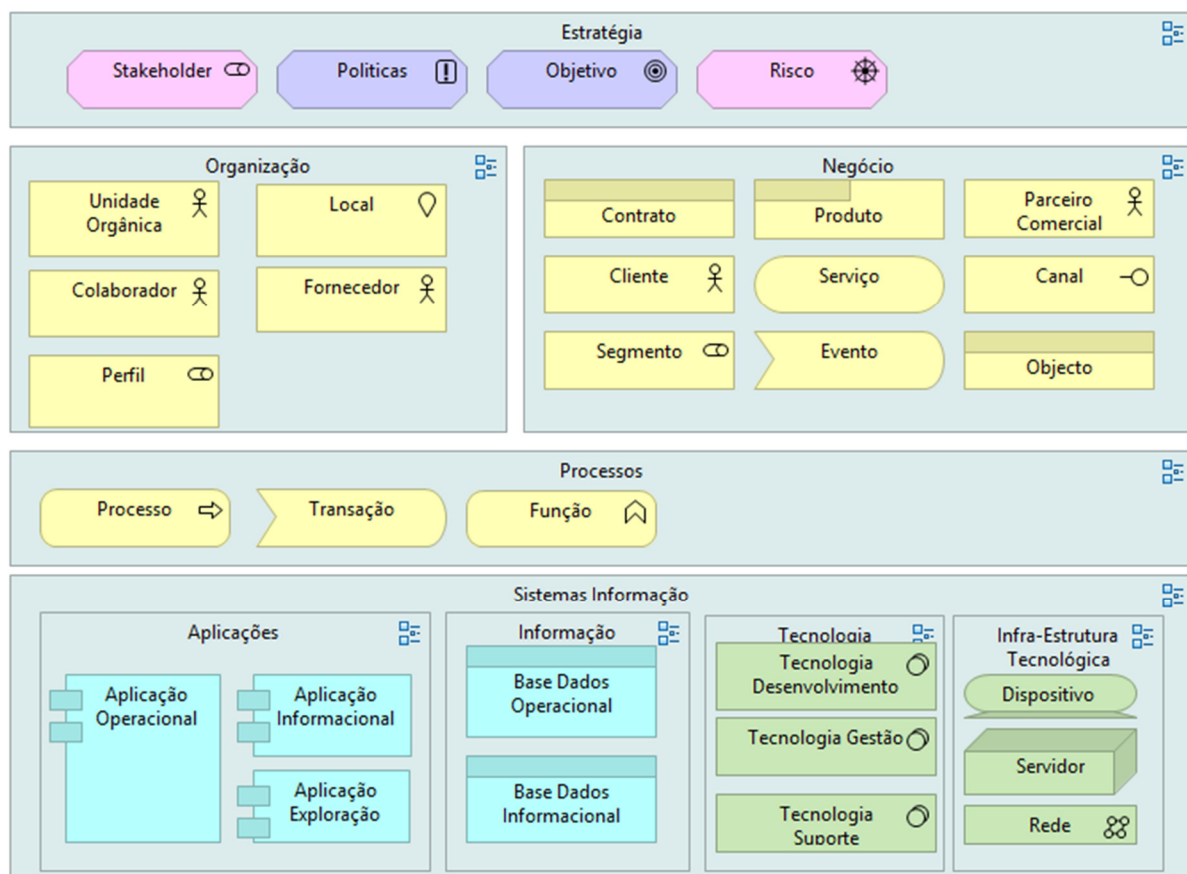 Estratégia
Stakeholder
Politicas
Objetivo
Risco
Organização
Unidade
Orgânica
Local
Colaborador
Fornecedor
Perfil
Negócio
Contrato
Produto
Parceiro
Comercial
Cliente
Serviço
Canal
Segmento
Evento
Objecto
Processos
Processo
Transação
Função
Sistemas Informação
Aplicações
Aplicação
Operacional
Aplicação
Informacional
Aplicação
Exploração
Informação
Base Dados
Operacional
Base Dados
Informacional
Tecnologia
Tecnologia
Desenvolvimento
Tecnologia Gestão
Tecnologia
Suporte
Infra-Estrutura
Tecnológica
Dispositivo
Servidor
Rede